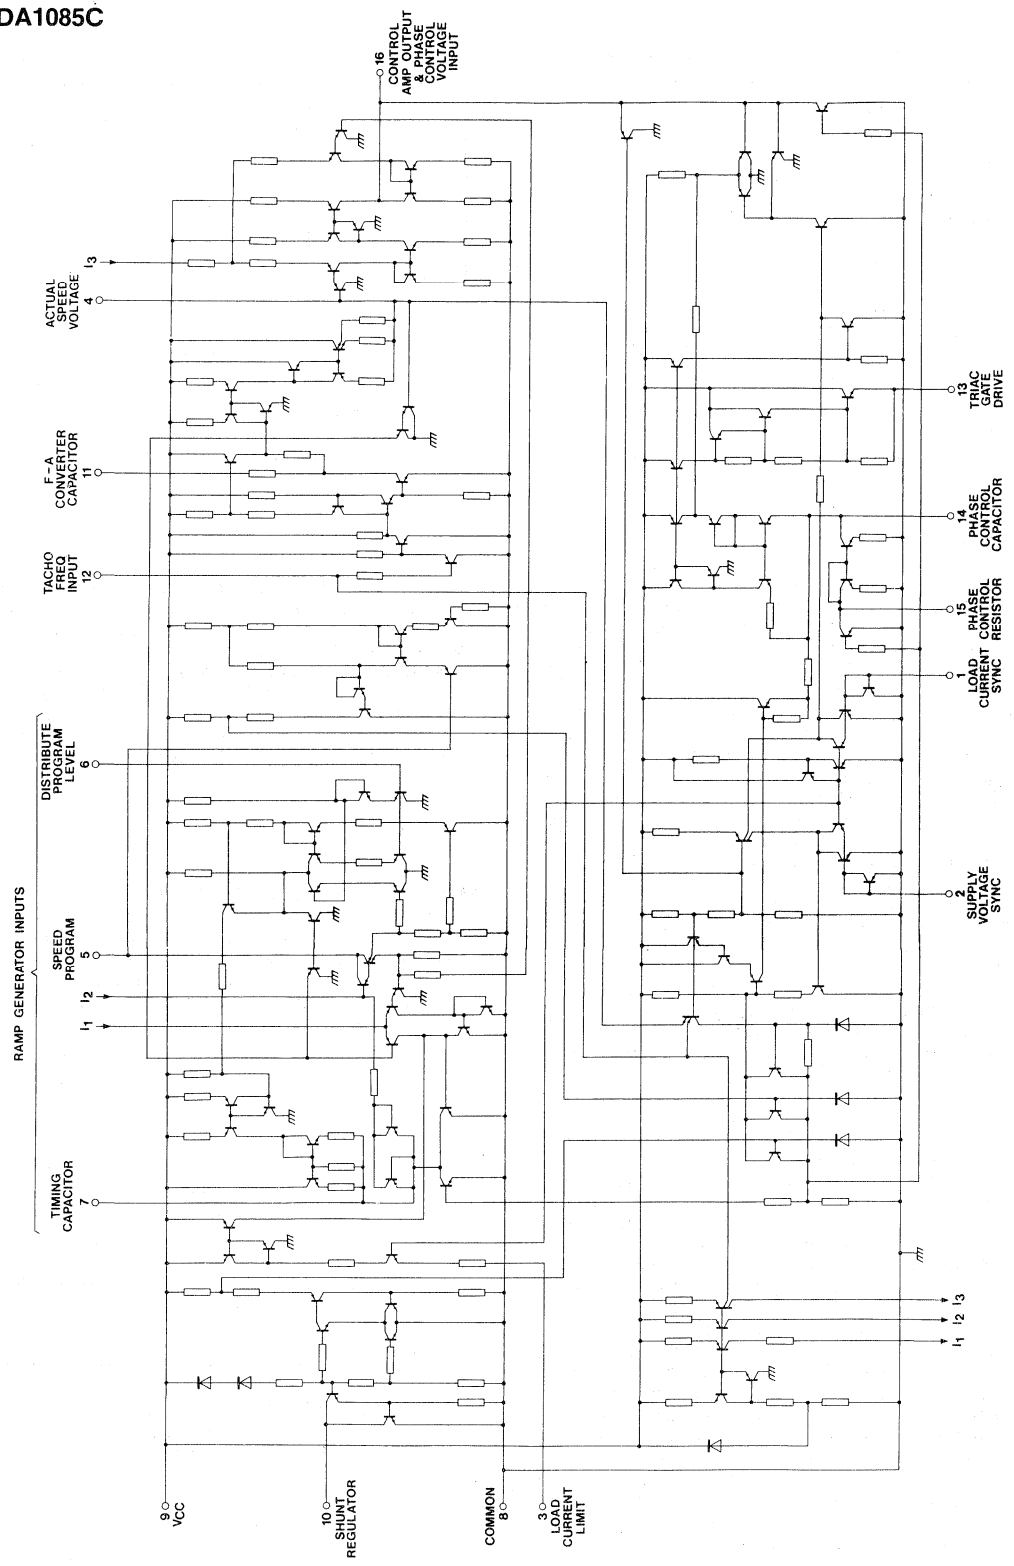 DA1085C
16
CONTROL
AMP OUTPUT
& PHASE
CONTROL
VOLTAGE
INPUT
I3
4
ACTUAL
SPEED
VOLTAGE
11
F-A
CONVERTER
CAPACITOR
12
TACHO
FREQ
INPUT
RAMP GENERATOR INPUTS
6
DISTRIBUTE
PROGRAM
LEVEL
5
SPEED
PROGRAM
I2
I1
7
TIMING
CAPACITOR
9
VCC
10
SHUNT
REGULATOR
COMMON
8
3
LOAD
CURRENT
LIMIT
13
TRIAC
GATE
DRIVE
14
PHASE
CONTROL
CAPACITOR
15
PHASE
CONTROL
RESISTOR
1
LOAD
CURRENT
SYNC
2
SUPPLY
VOLTAGE
SYNC
I3
I2
I1